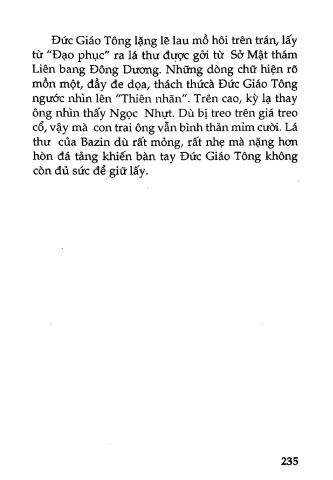 Đức Giáo Tông lặng lẽ lau mồ hôi trên trán, lấy
từ “Đạo phục” ra lá thư được gởi từ Sở Mật thám
Liên bang Đông Dương. Những dòng chữ hiện rõ
mồn một, đầy đe dọa, thách thứcà Đức Giáo Tông
ngước nhìn lên “Thiên nhãn”. Trên cao, kỳ lạ thay
ông nhìn thấy Ngọc Nhựt. Dù bị treo trên giá treo
cổ, vậy mà con trai ông vẫn bình thản mỉm cười. Lá
thư của Bazin dù rất mỏng, rất nhẹ mà nặng hơn
hòn đá tảng khiến bàn tay Đức Giáo Tông không
còn đủ sức để giữ lấy.
235